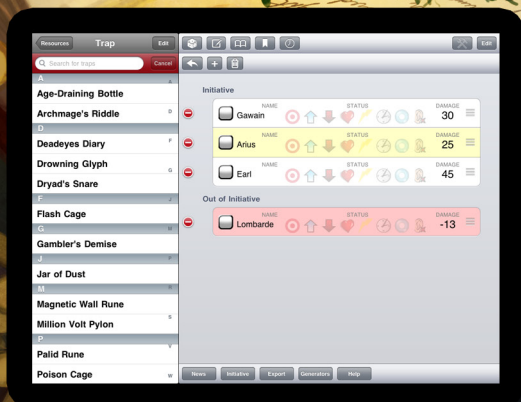 Resources
Trap
Edit
Edit
Search for traps
Cancel
A
Age-Draining Bottle
Archmage's Riddle
D
Deadeyes Diary
Drowning Glyph
Dryad's Snare
F
Flash Cage
G
Gambler's Demise
J
Jar of Dust
M
Magnetic Wall Rune
Million Volt Pylon
P
Palid Rune
Poison Cage
A
D
F
G
J
M
P
R
S
V
W
Initiative
NAME STATUS DAMAGE
Gawain 30
Arius 25
NAME STATUS DAMAGE
Earl 45
Out of Initiative
NAME STATUS DAMAGE
Lombarde -13
News Initiative Export Generators Help